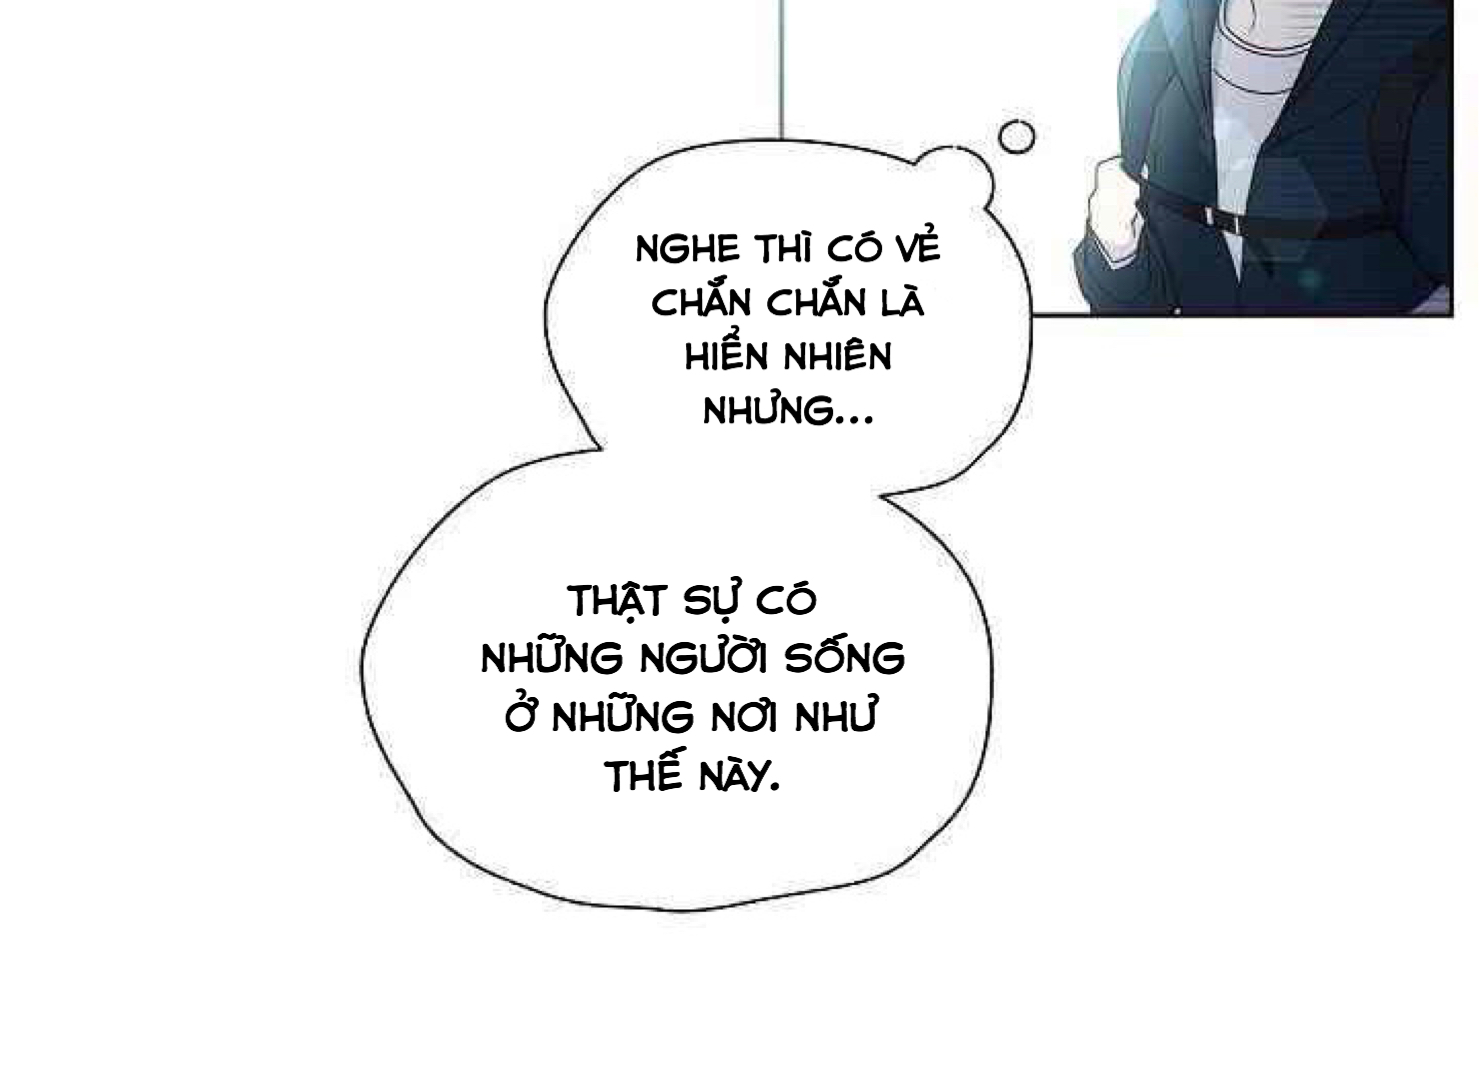 NGHE THÌ CÓ VẺ
CHẮN CHẮN LÀ
HIỂN NHIÊN
NHƯNG...
THẬT SỰ CÓ
NHỮNG NGƯỜI SỐNG
Ở NHỮNG NƠI NHƯ
THẾ NÀY.